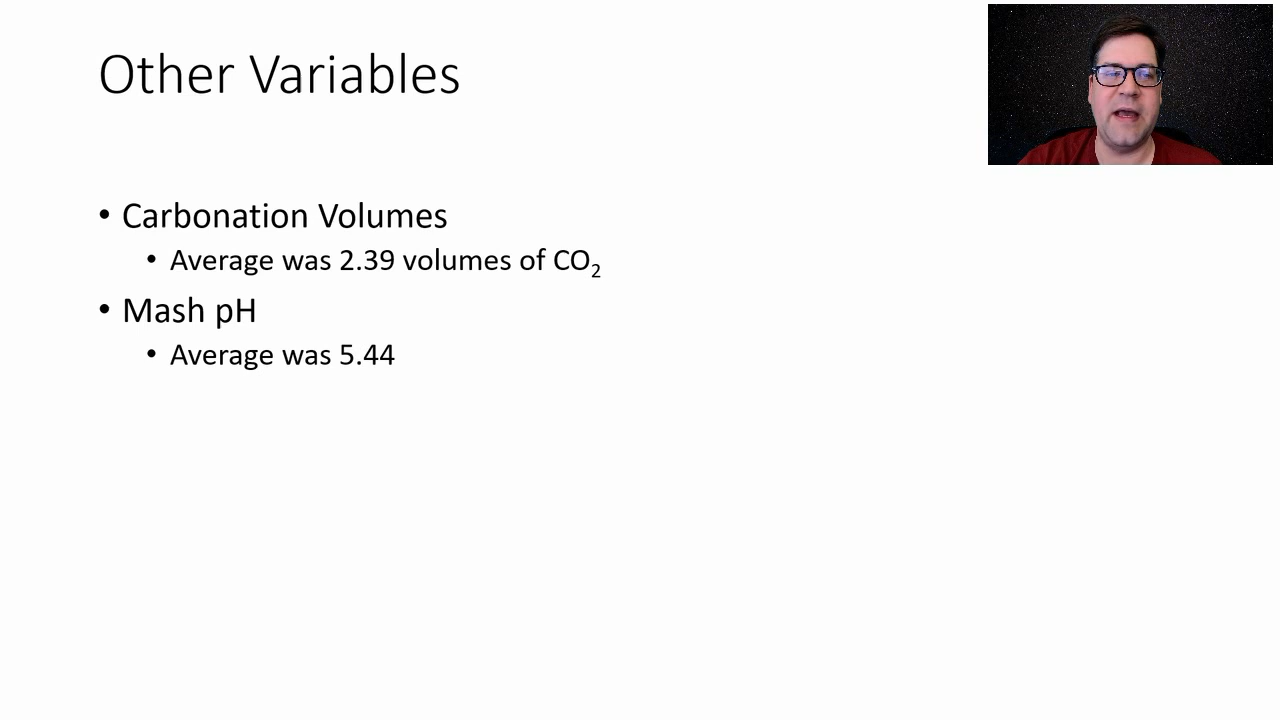 Other Variables
• Carbonation Volumes
• Average was 2.39 volumes of CO₂
• Mash pH
• Average was 5.44